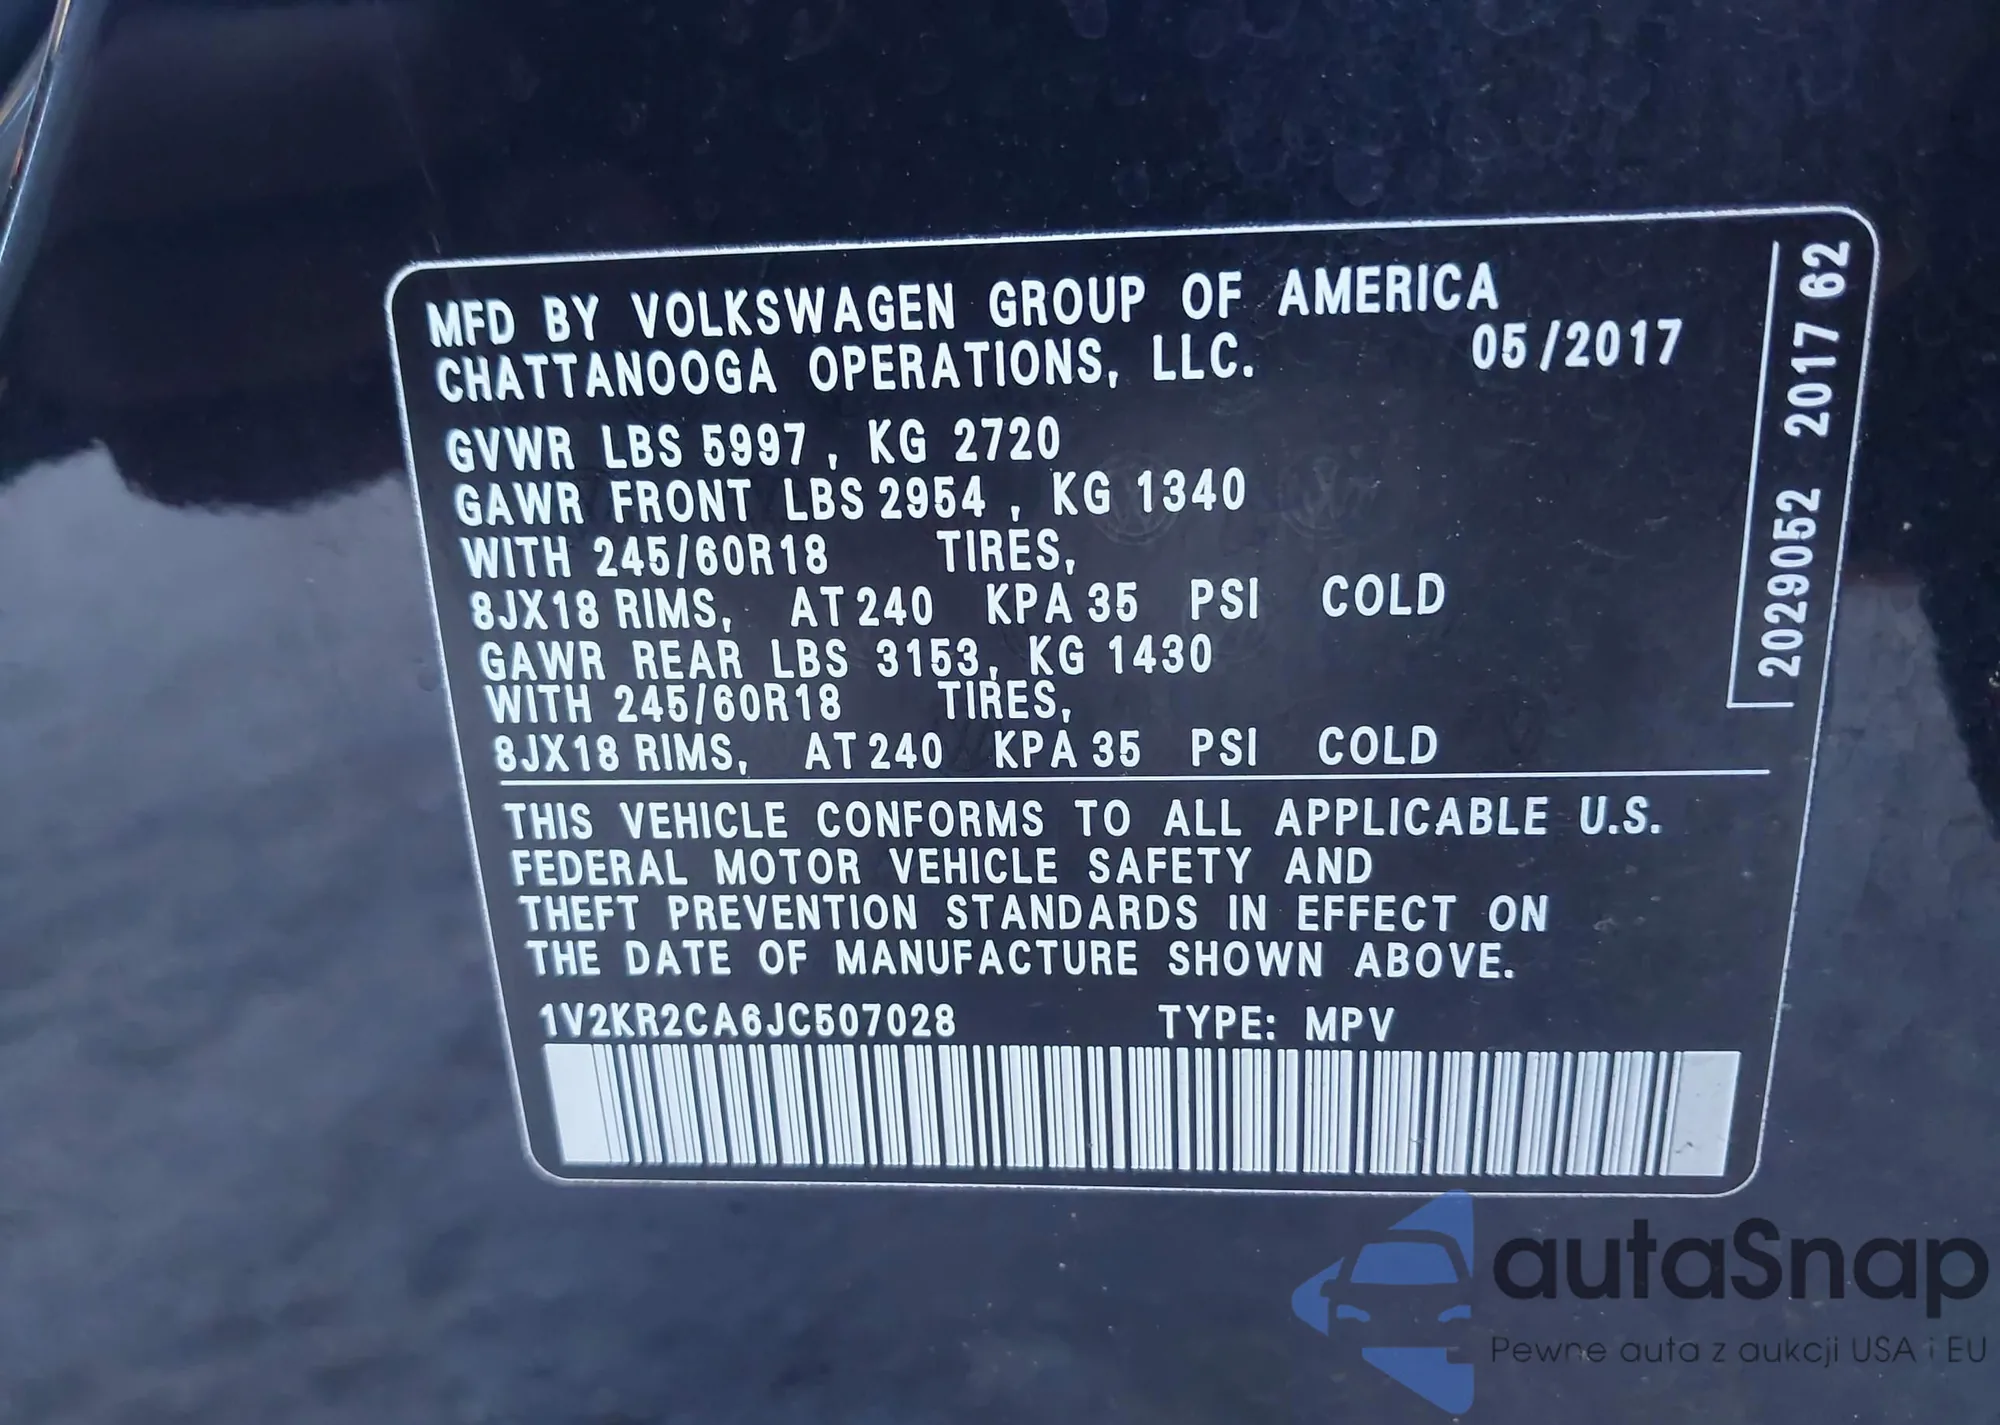 MFD BY VOLKSWAGEN GROUP OF AMERICA
CHATTANOOGA OPERATIONS, LLC. 05/2017
GVWR LBS 5997 , KG 2720
GAWR FRONT LBS 2954 , KG 1340
WITH 245/60R18 TIRES,
8JX18 RIMS, AT 240 KPA 35 PSI COLD
GAWR REAR LBS 3153, KG 1430
WITH 245/60R18 TIRES,
8JX18 RIMS, AT 240 KPA 35 PSI COLD
THIS VEHICLE CONFORMS TO ALL APPLICABLE U.S.
FEDERAL MOTOR VEHICLE SAFETY AND
THEFT PREVENTION STANDARDS IN EFFECT ON
THE DATE OF MANUFACTURE SHOWN ABOVE.
1V2KR2CA6JC507028 TYPE: MPV
2029052 2017 62
autaSnap
Pewne auta z aukcji USA i EU